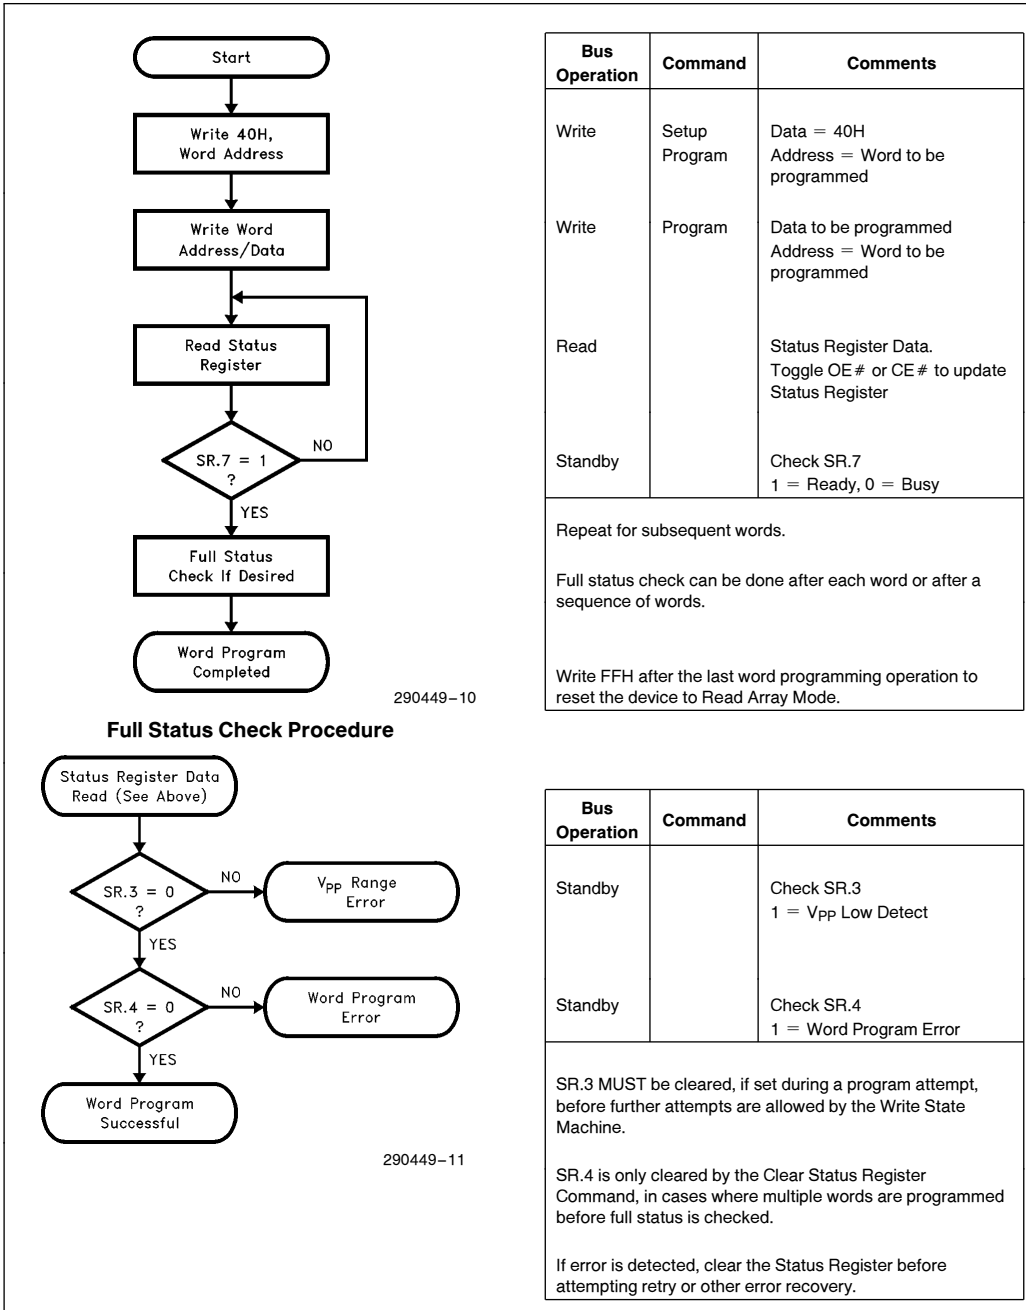 Start
Write 40H,
Word Address
Write Word
Address/Data
Read Status
Register
SR.7 = 1
?
NO
YES
Full Status
Check If Desired
Word Program
Completed
290449–10
Bus
Operation
Command
Comments
Write
Setup
Program
Data = 40H
Address = Word to be
programmed
Write
Program
Data to be programmed
Address = Word to be
programmed
Read
Status Register Data.
Toggle OE# or CE# to update
Status Register
Standby
Check SR.7
1 = Ready, 0 = Busy
Repeat for subsequent words.
Full status check can be done after each word or after a
sequence of words.
Write FFH after the last word programming operation to
reset the device to Read Array Mode.
Full Status Check Procedure
Status Register Data
Read (See Above)
SR.3 = 0
?
NO
VPP Range
Error
YES
SR.4 = 0
?
NO
Word Program
Error
YES
Word Program
Successful
290449–11
Bus
Operation
Command
Comments
Standby
Check SR.3
1 = VPP Low Detect
Standby
Check SR.4
1 = Word Program Error
SR.3 MUST be cleared, if set during a program attempt,
before further attempts are allowed by the Write State
Machine.
SR.4 is only cleared by the Clear Status Register
Command, in cases where multiple words are programmed
before full status is checked.
If error is detected, clear the Status Register before
attempting retry or other error recovery.